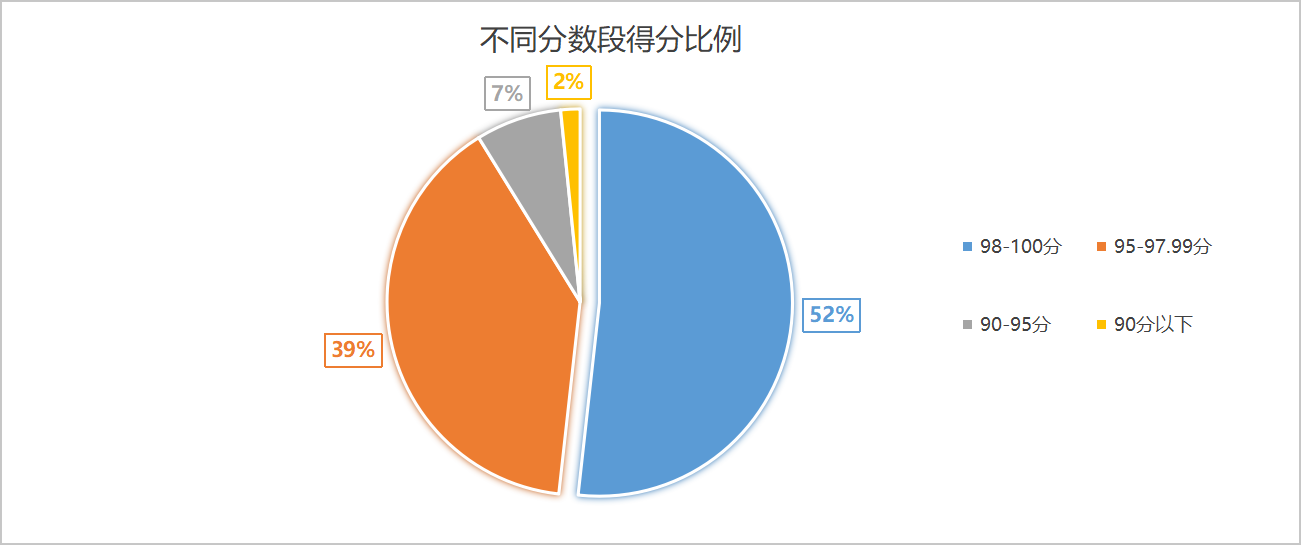 不同分数段得分比例
2%
7%
52%
39%
98-100分
95-97.99分
90-95分
90分以下